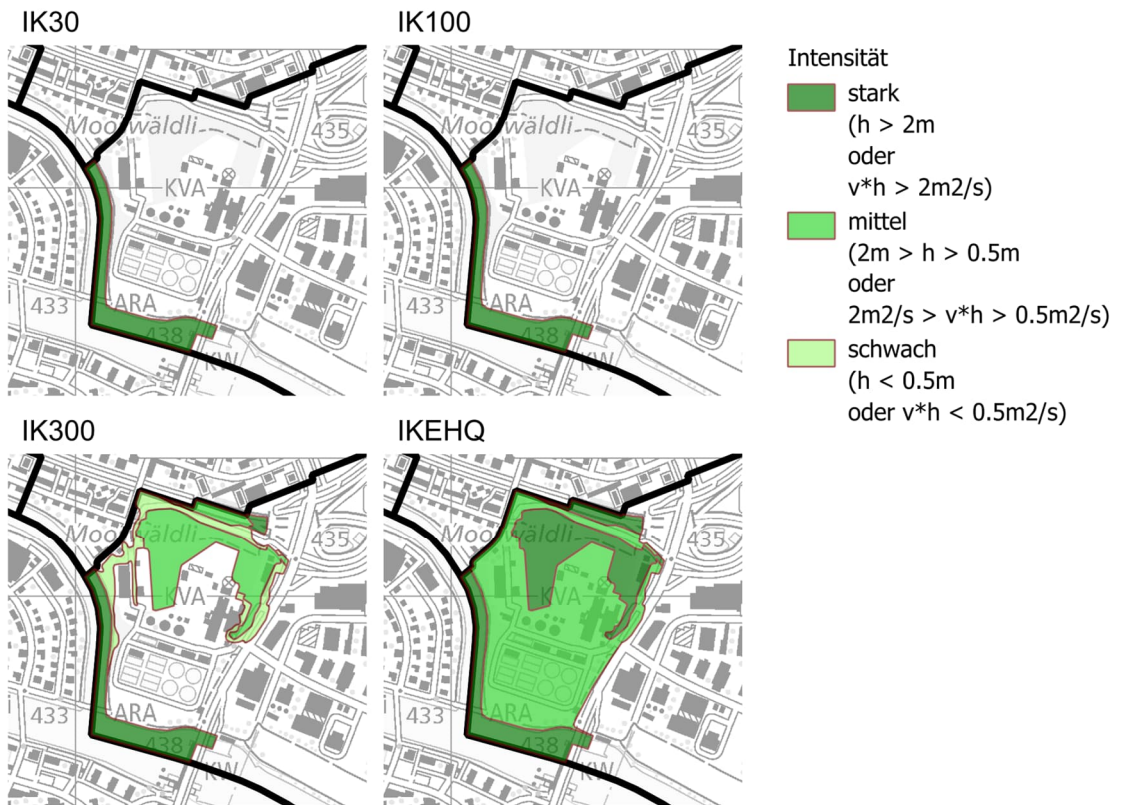 IK30
IK100
Moorwäldli
435
KVA
433
ARA
438
KW
Moorwäldli
435
KVA
433
ARA
438
KW
Intensität
stark
(h > 2m
oder
v*h > 2m2/s)
mittel
(2m > h > 0.5m
oder
2m2/s > v*h > 0.5m2/s)
schwach
(h < 0.5m
oder v*h < 0.5m2/s)
IK300
IKEHQ
435
KVA
433
ARA
438
KW
435
KVA
433
ARA
438
KW